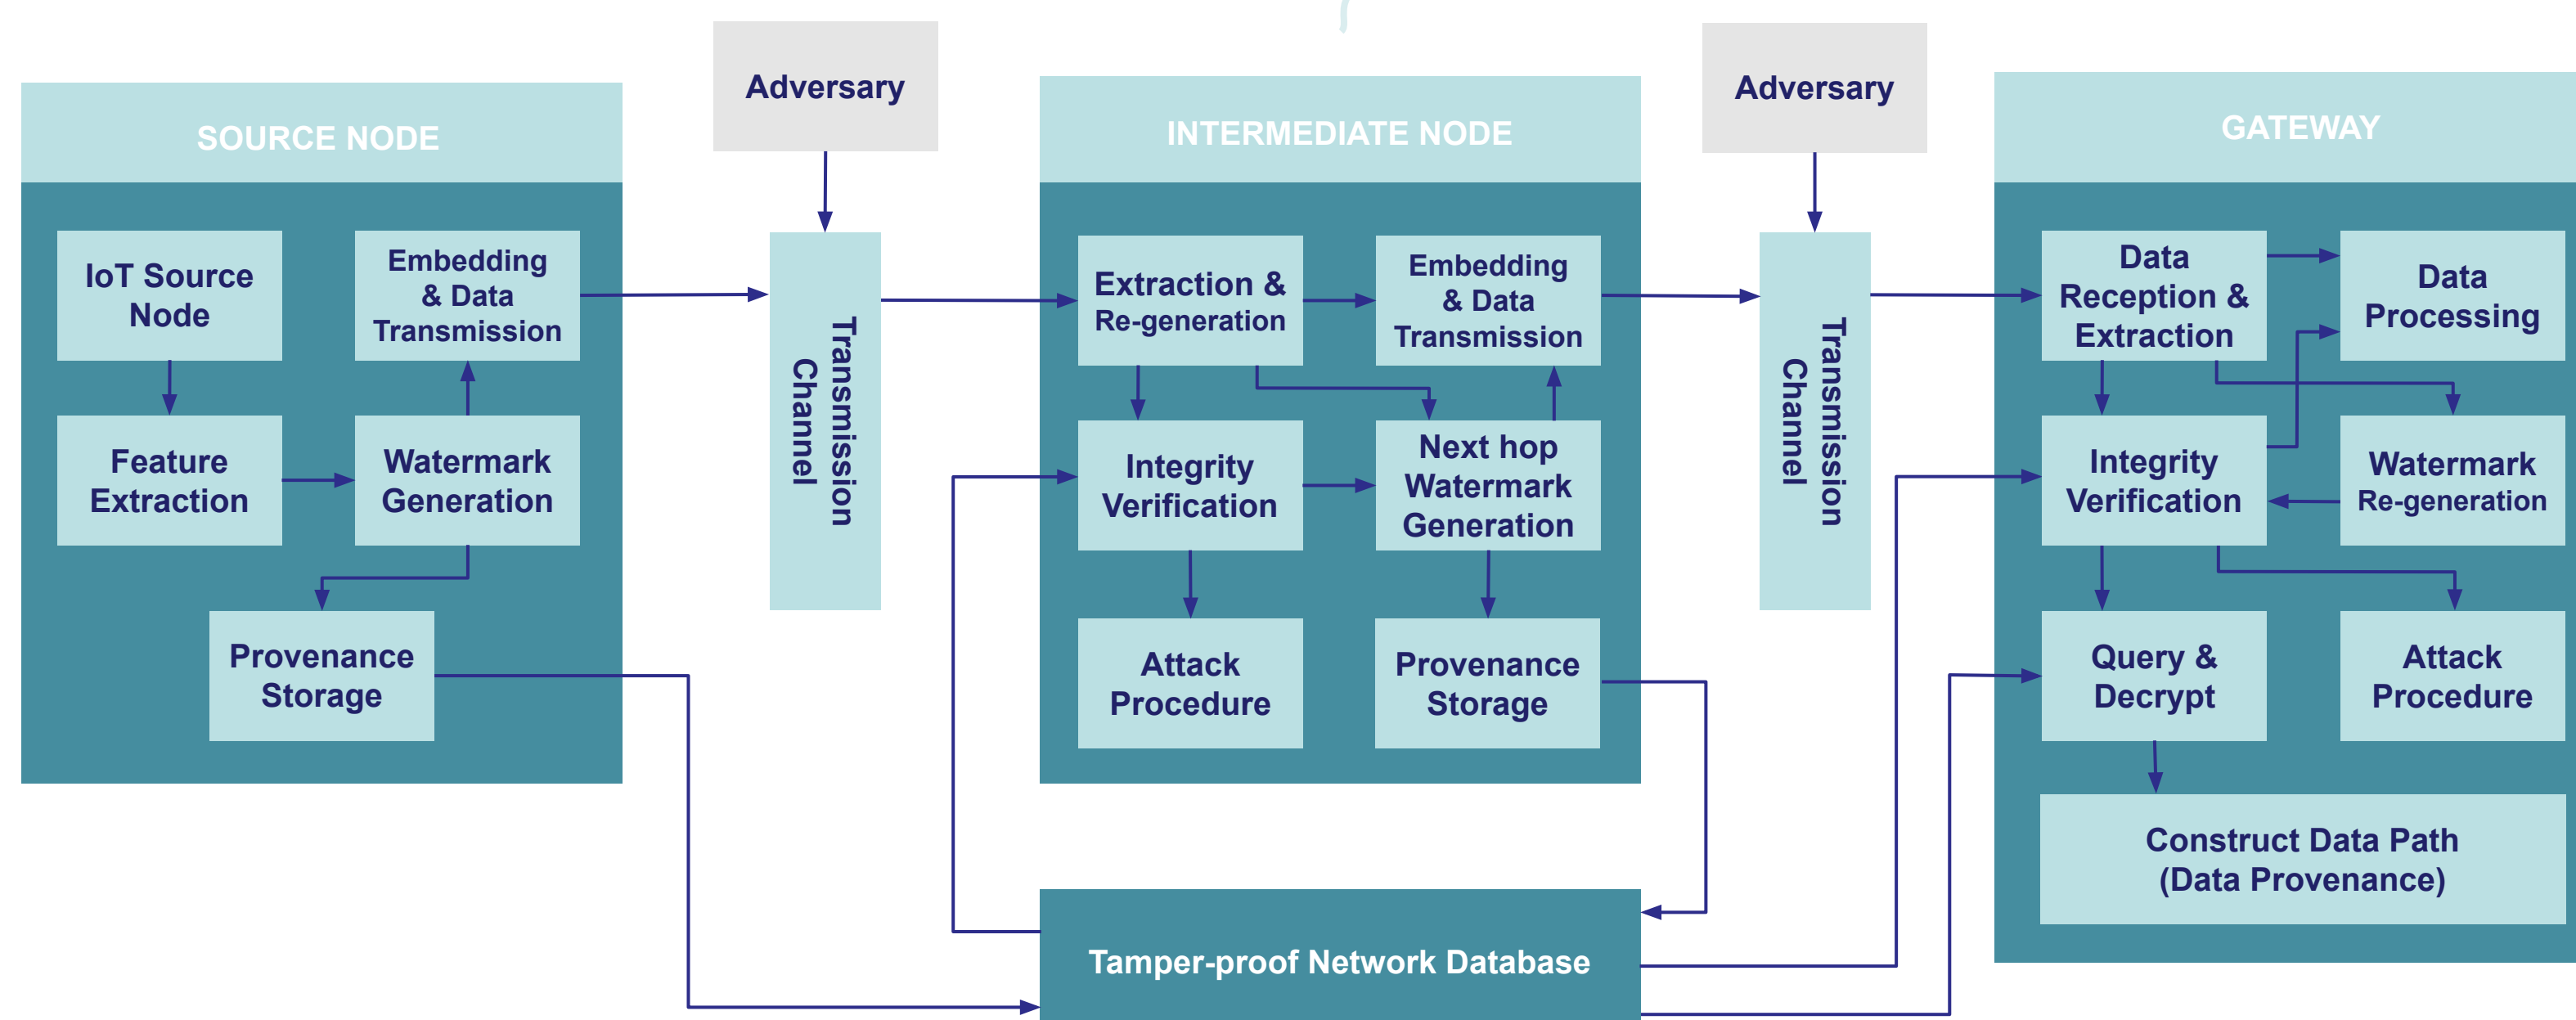 SOURCE NODE
IoT Source
Node
Embedding
& Data
Transmission
Feature
Extraction
Watermark
Generation
Provenance
Storage
Adversary
Transmission
Channel
INTERMEDIATE NODE
Extraction &
Re-generation
Embedding
& Data
Transmission
Integrity
Verification
Next hop
Watermark
Generation
Attack
Procedure
Provenance
Storage
Adversary
Transmission
Channel
GATEWAY
Data
Reception &
Extraction
Data
Processing
Integrity
Verification
Watermark
Re-generation
Query &
Decrypt
Attack
Procedure
Construct Data Path
(Data Provenance)
Tamper-proof Network Database